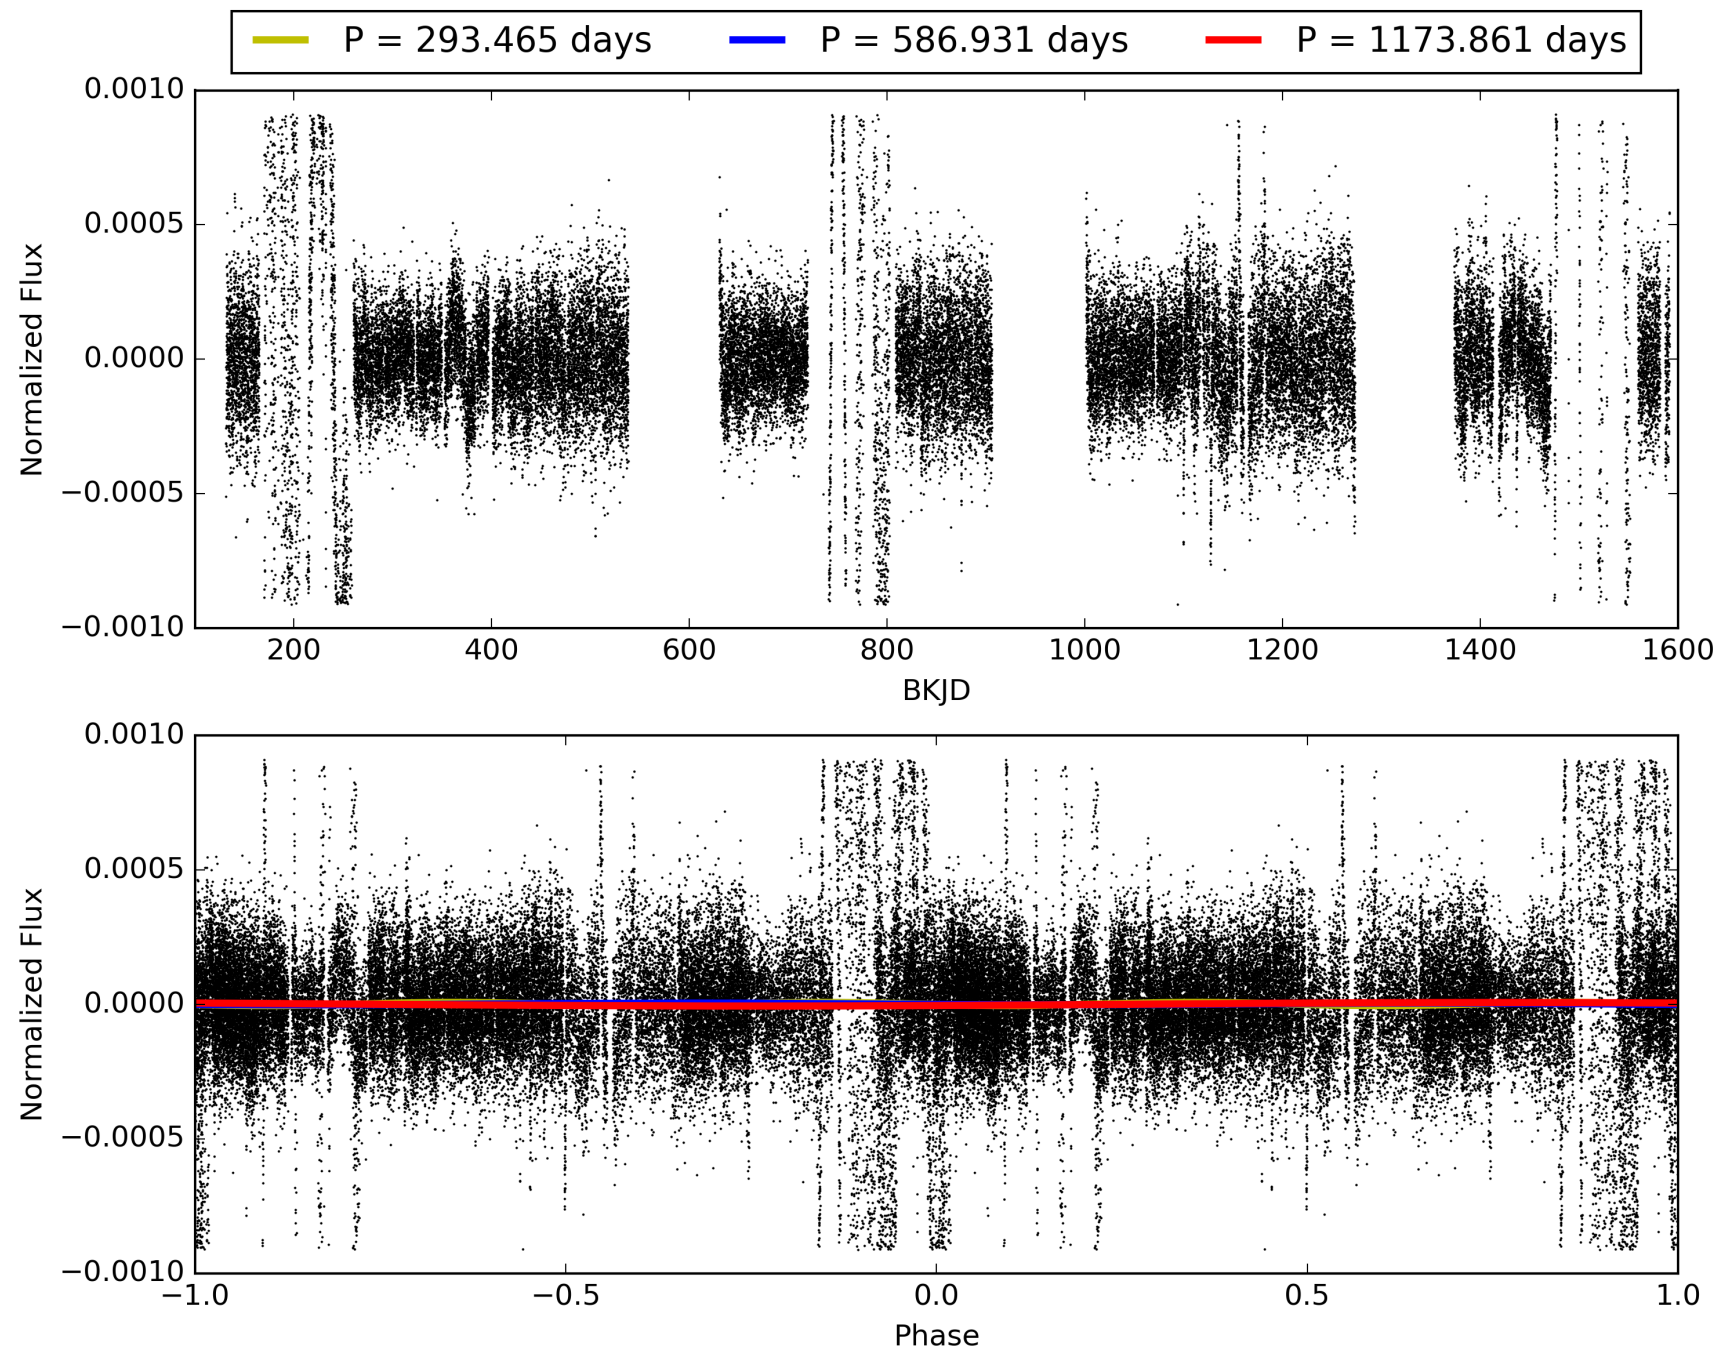 P = 293.465 days P = 586.931 days P = 1173.861 days
0.0010
0.0005
0.0000
−0.0005
−0.0010
Normalized Flux
200 400 600 800 1000 1200 1400 1600
BKJD
0.0010
0.0005
0.0000
−0.0005
−0.0010
Normalized Flux
−1.0 −0.5 0.0 0.5 1.0
Phase